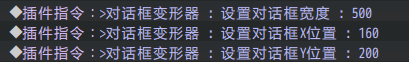 ◆插件指令：>对话框变形器 : 设置对话框宽度 : 500
◆插件指令：>对话框变形器 : 设置对话框X位置 : 160
◆插件指令：>对话框变形器 : 设置对话框Y位置 : 200